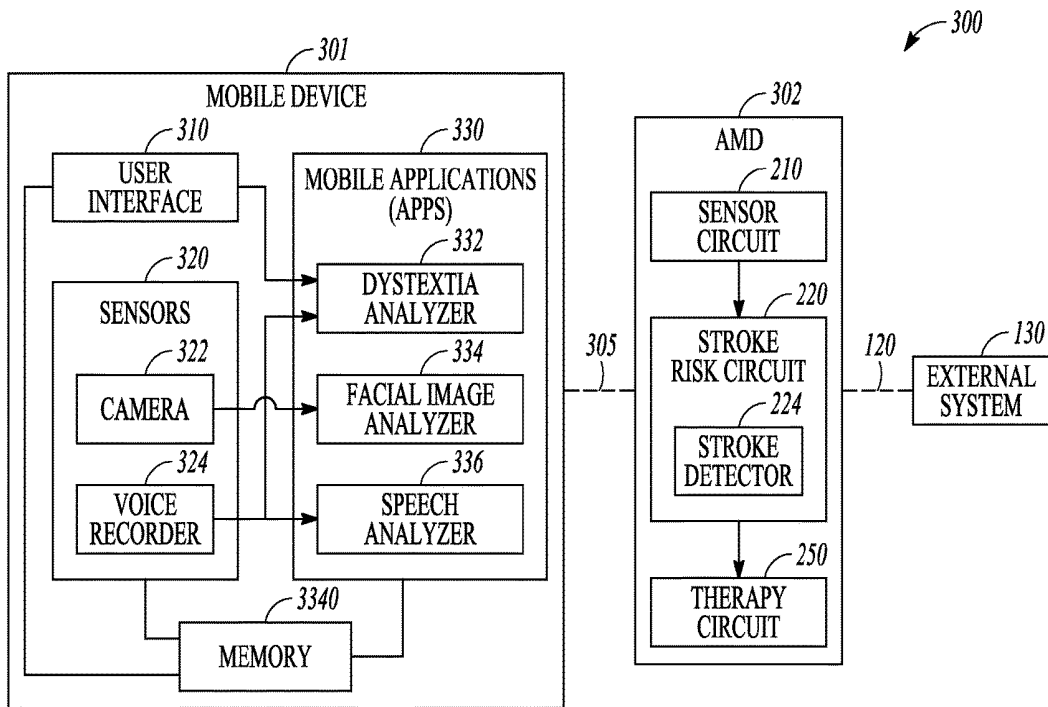 300
301
MOBILE DEVICE
310
USER
INTERFACE
320
SENSORS
322
CAMERA
324
VOICE
RECORDER
330
MOBILE APPLICATIONS
(APPS)
332
DYSTEXTIA
ANALYZER
334
FACIAL IMAGE
ANALYZER
336
SPEECH
ANALYZER
3340
MEMORY
305
302
AMD
210
SENSOR
CIRCUIT
220
STROKE
RISK CIRCUIT
224
STROKE
DETECTOR
250
THERAPY
CIRCUIT
120
130
EXTERNAL
SYSTEM